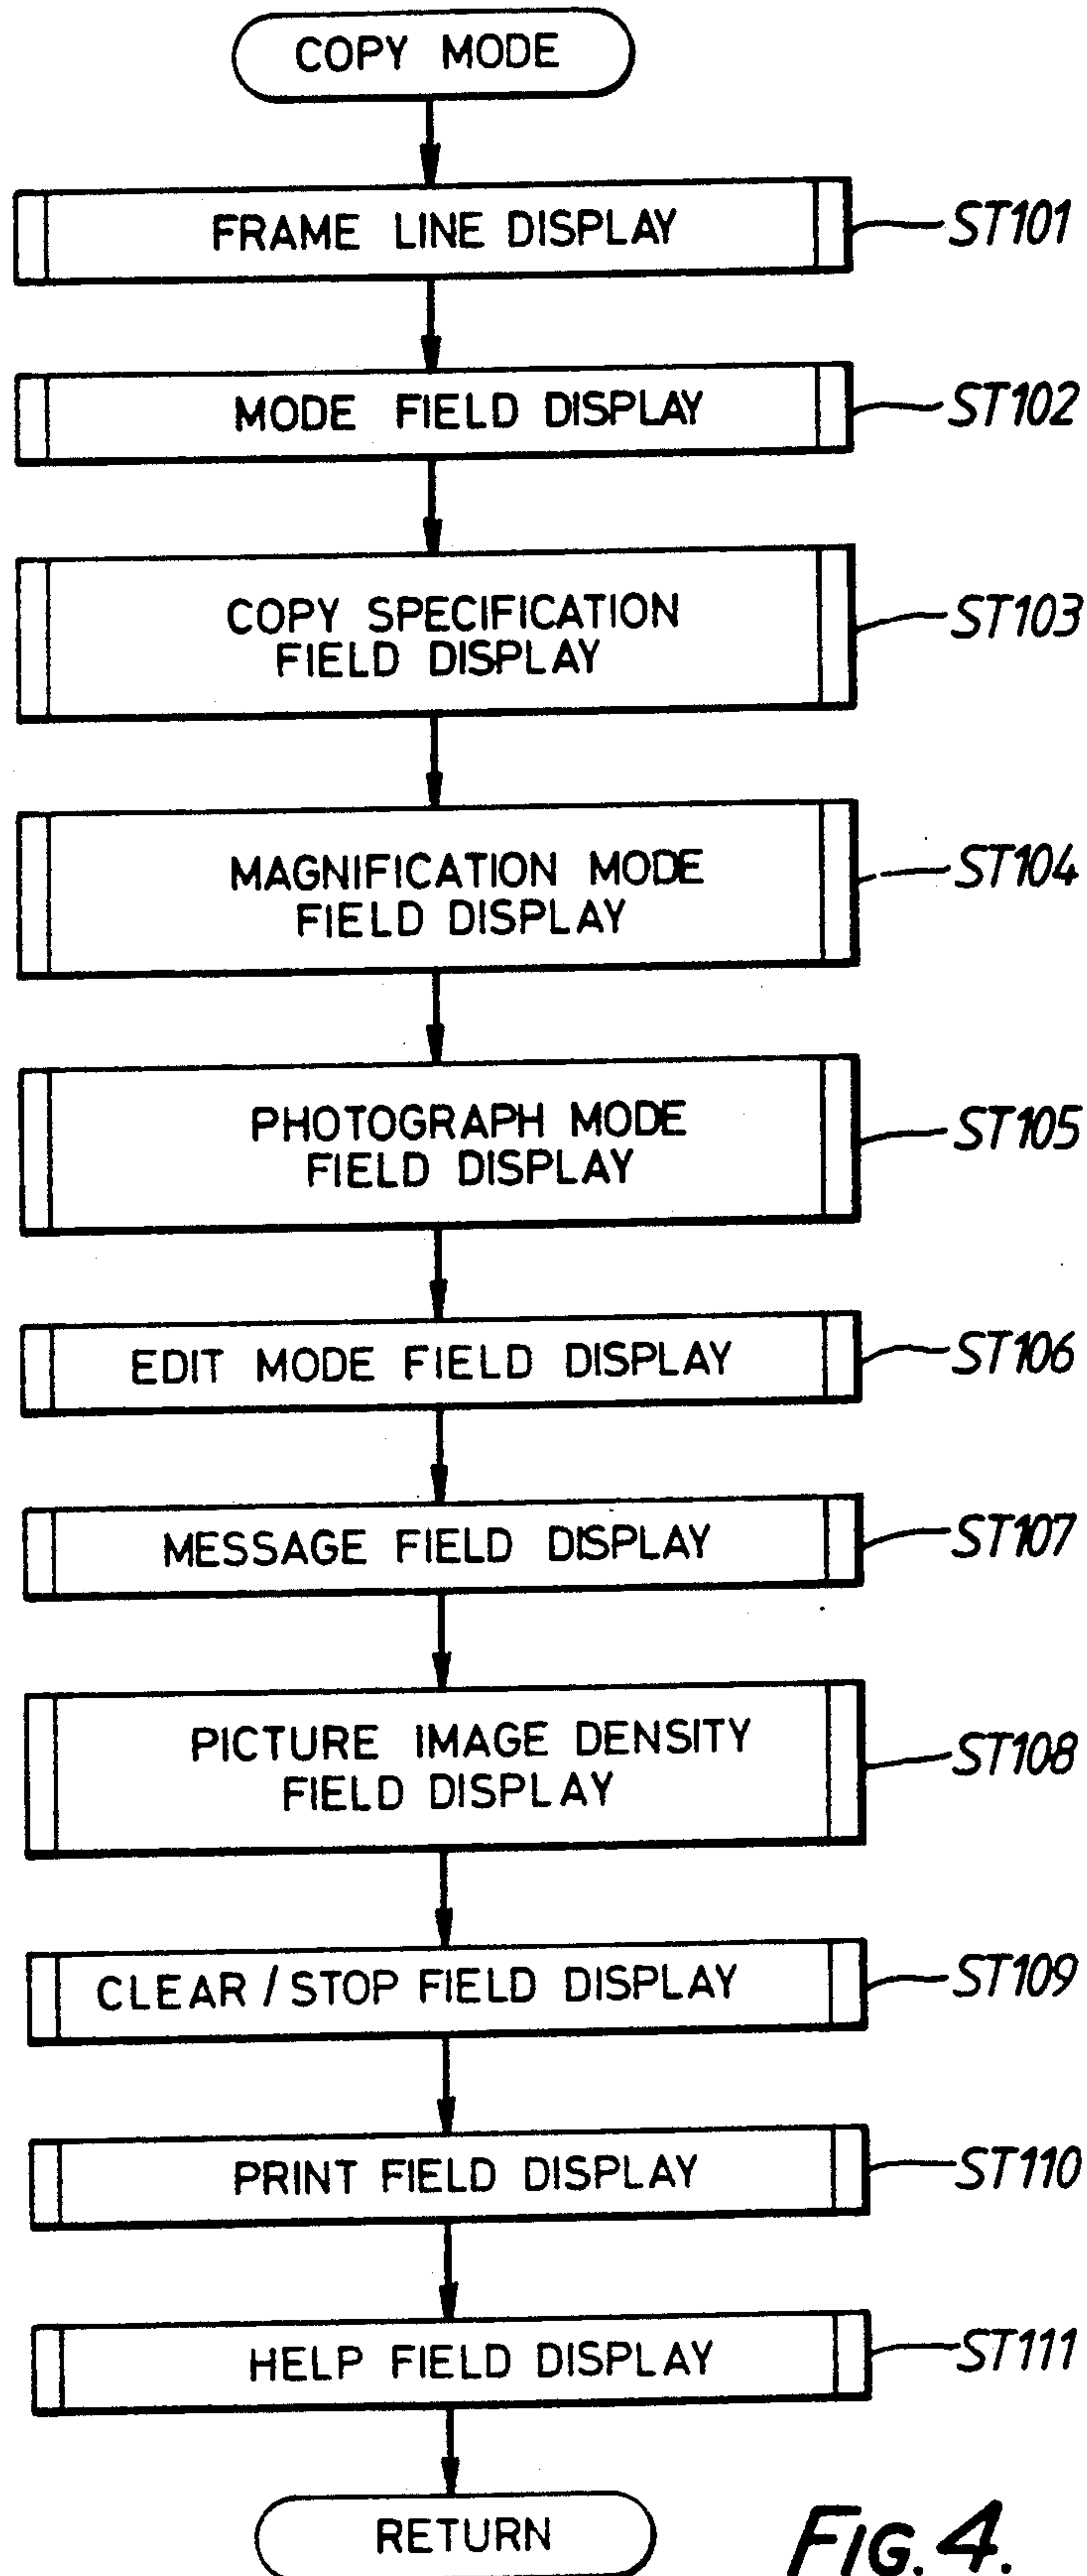 COPY MODE
FRAME LINE DISPLAY
ST101
MODE FIELD DISPLAY
ST102
COPY SPECIFICATION
FIELD DISPLAY
ST103
MAGNIFICATION MODE
FIELD DISPLAY
ST104
PHOTOGRAPH MODE
FIELD DISPLAY
ST105
EDIT MODE FIELD DISPLAY
ST106
MESSAGE FIELD DISPLAY
ST107
PICTURE IMAGE DENSITY
FIELD DISPLAY
ST108
CLEAR / STOP FIELD DISPLAY
ST109
PRINT FIELD DISPLAY
ST110
HELP FIELD DISPLAY
ST111
RETURN
FIG. 4.